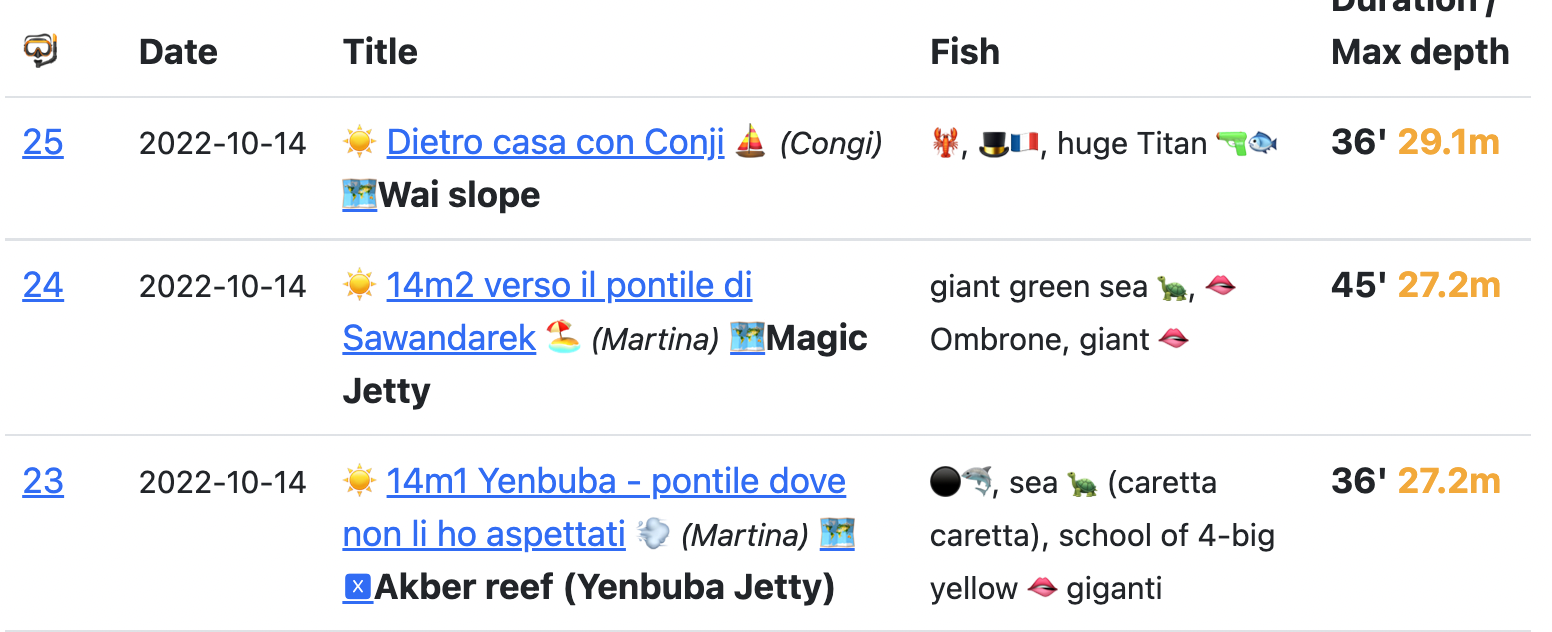 Duration /
🤿 Date Title Fish Max depth
25 2022-10-14 ☀️ Dietro casa con Conji ⛵ (Congi) 🦞, 🎩🇫🇷, huge Titan 🔫🐟 36' 29.1m
🗺️Wai slope
24 2022-10-14 ☀️ 14m2 verso il pontile di giant green sea 🐢, 🫦 45' 27.2m
Sawandarek 🏖️ (Martina) 🗺️Magic Ombrone, giant 🫦
Jetty
23 2022-10-14 ☀️ 14m1 Yenbuba - pontile dove ⚫🦈, sea 🐢 (caretta 36' 27.2m
non li ho aspettati 💨 (Martina) 🗺️ caretta), school of 4-big
🇽Akber reef (Yenbuba Jetty) yellow 🫦 giganti